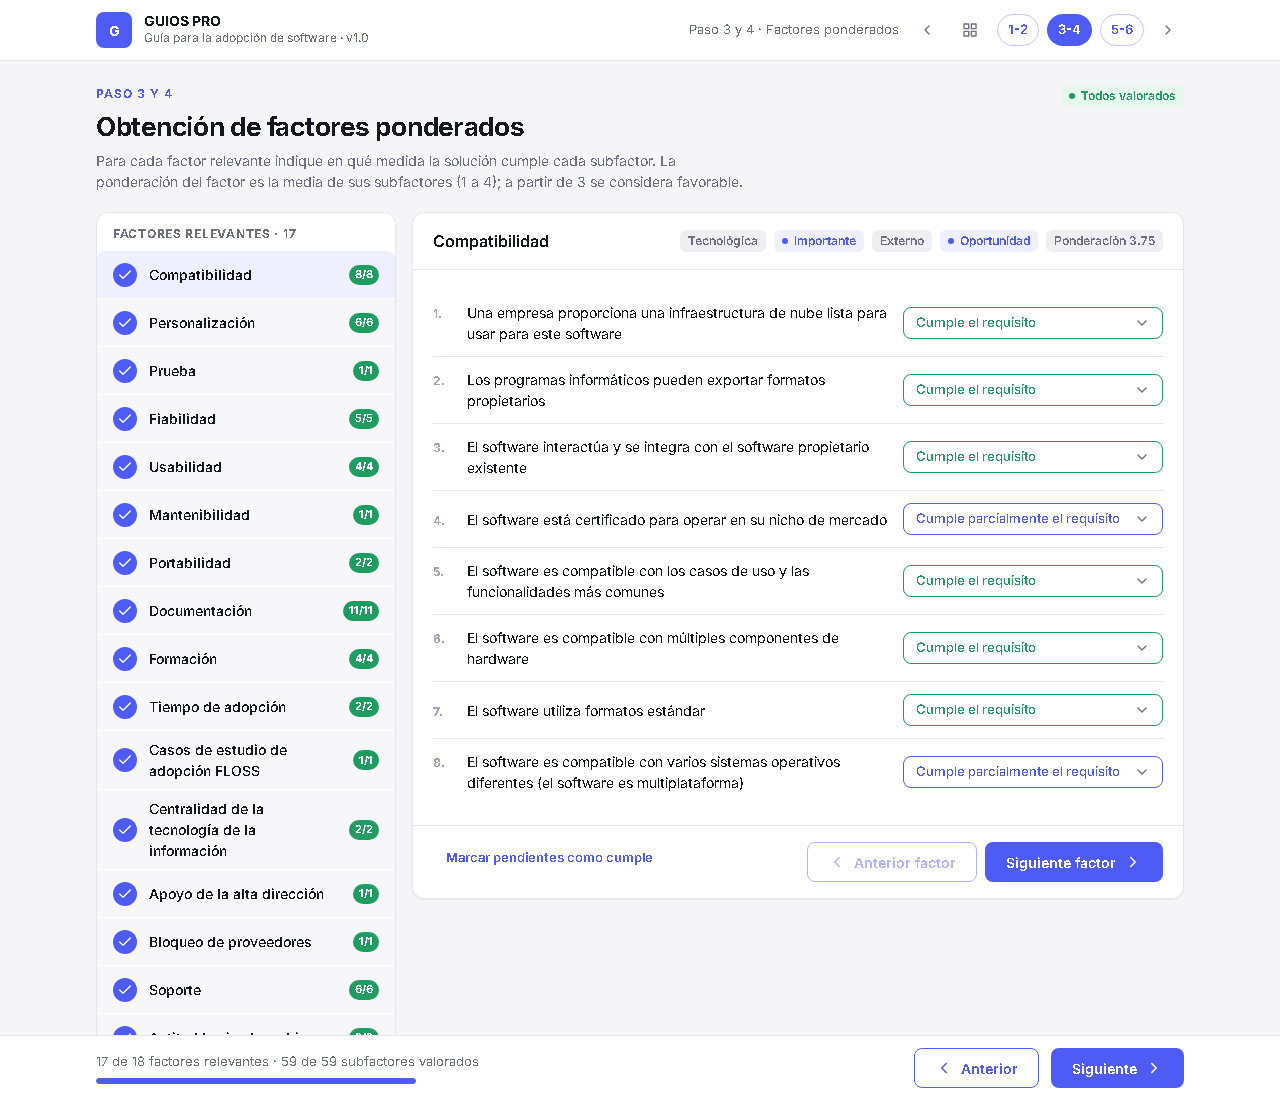 G
GUIOS PRO
Guía para la adopción de software · v1.0
Paso 3 y 4 · Factores ponderados
1-2
3-4
5-6
PASO 3 Y 4
Todos valorados
Obtención de factores ponderados
Para cada factor relevante indique en qué medida la solución cumple cada subfactor. La
ponderación del factor es la media de sus subfactores (1 a 4); a partir de 3 se considera favorable.
FACTORES RELEVANTES · 17
Compatibilidad 8/8
Personalización 6/6
Prueba 1/1
Fiabilidad 5/5
Usabilidad 4/4
Mantenibilidad 1/1
Portabilidad 2/2
Documentación 11/11
Formación 4/4
Tiempo de adopción 2/2
Casos de estudio de
adopción FLOSS 1/1
Centralidad de la
tecnología de la
información 2/2
Apoyo de la alta dirección 1/1
Bloqueo de proveedores 1/1
Soporte 6/6
Compatibilidad
Tecnológica
Importante
Externo
Oportunidad
Ponderación 3.75
1. Una empresa proporciona una infraestructura de nube lista para
usar para este software
Cumple el requisito
2. Los programas informáticos pueden exportar formatos
propietarios
Cumple el requisito
3. El software interactúa y se integra con el software propietario
existente
Cumple el requisito
4. El software está certificado para operar en su nicho de mercado
Cumple parcialmente el requisito
5. El software es compatible con los casos de uso y las
funcionalidades más comunes
Cumple el requisito
6. El software es compatible con múltiples componentes de
hardware
Cumple el requisito
7. El software utiliza formatos estándar
Cumple el requisito
8. El software es compatible con varios sistemas operativos
diferentes (el software es multiplataforma)
Cumple parcialmente el requisito
Marcar pendientes como cumple
Anterior factor
Siguiente factor
17 de 18 factores relevantes · 59 de 59 subfactores valorados
Anterior
Siguiente